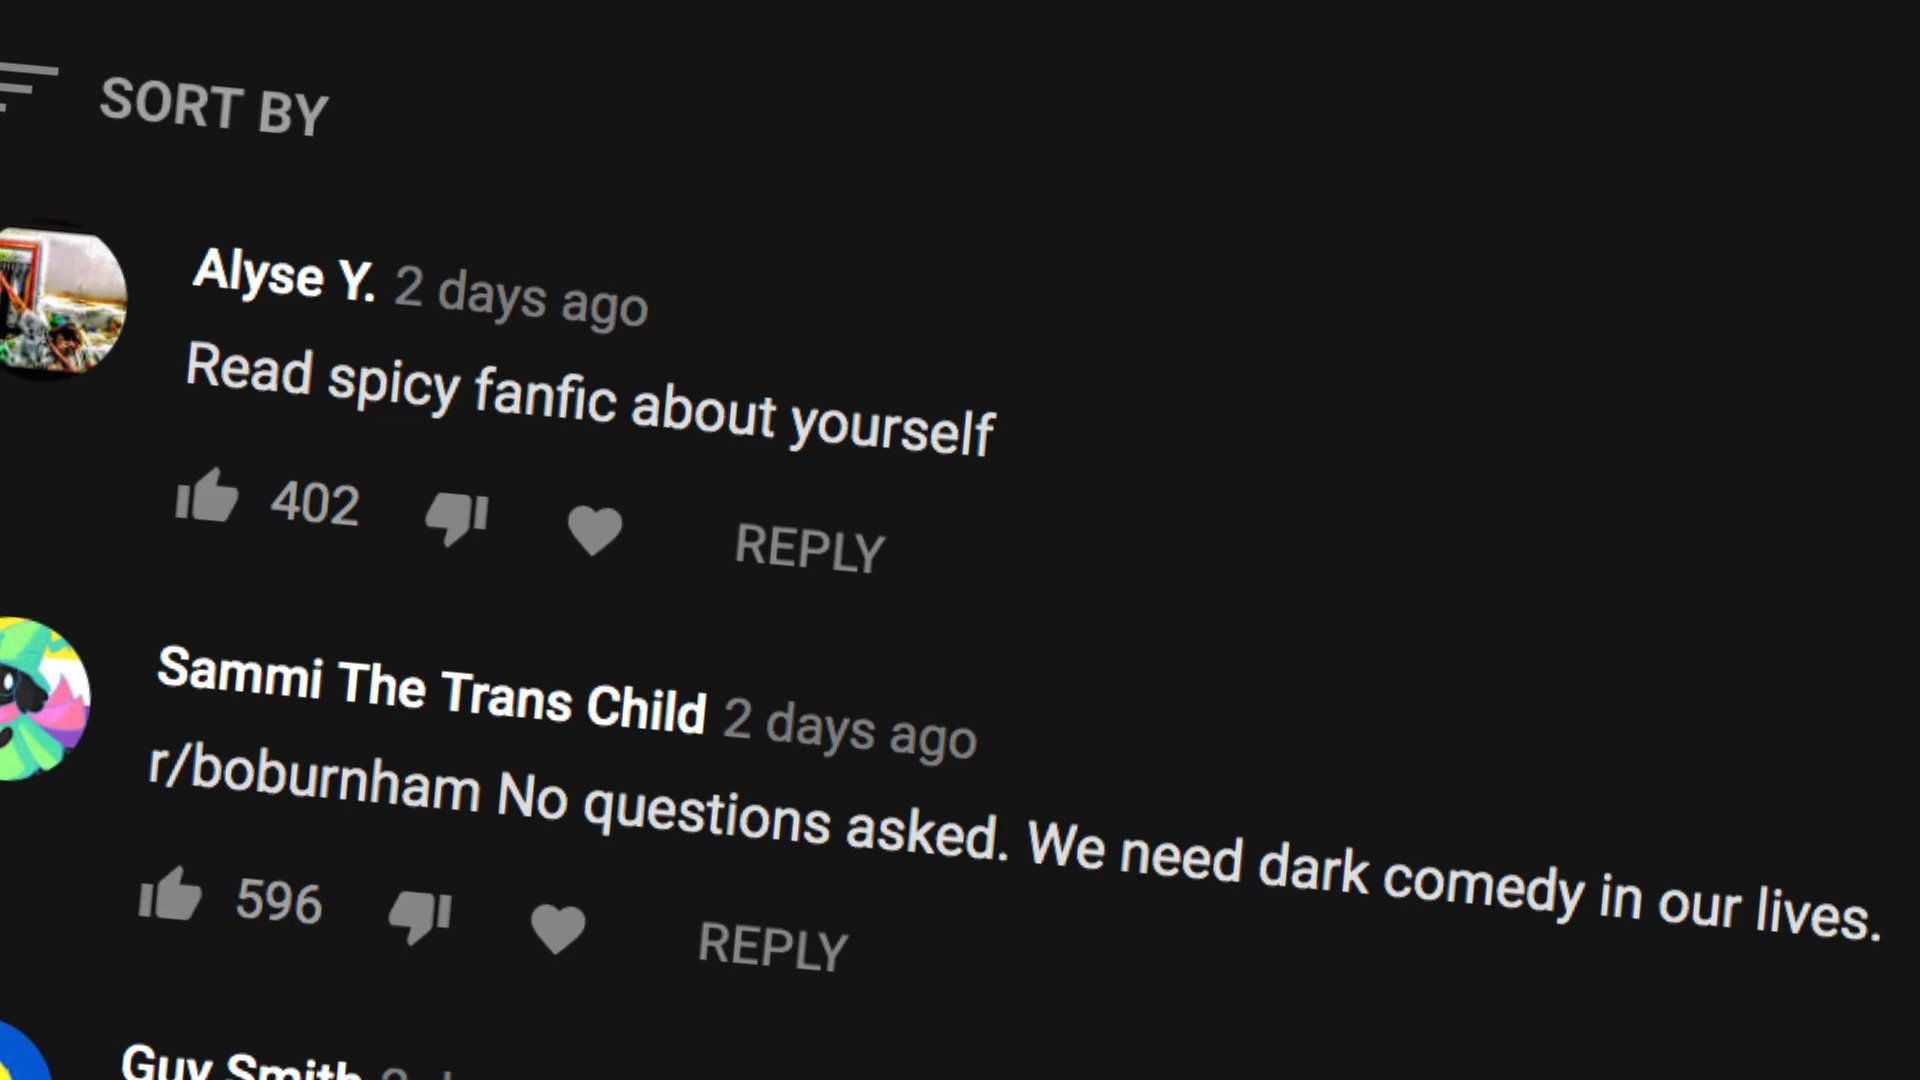 SORT BY
Alyse Y. 2 days ago
Read spicy fanfic about yourself
402 REPLY
Sammi The Trans Child 2 days ago
r/boburnham No questions asked. We need dark comedy in our lives.
596 REPLY
Guy Smith